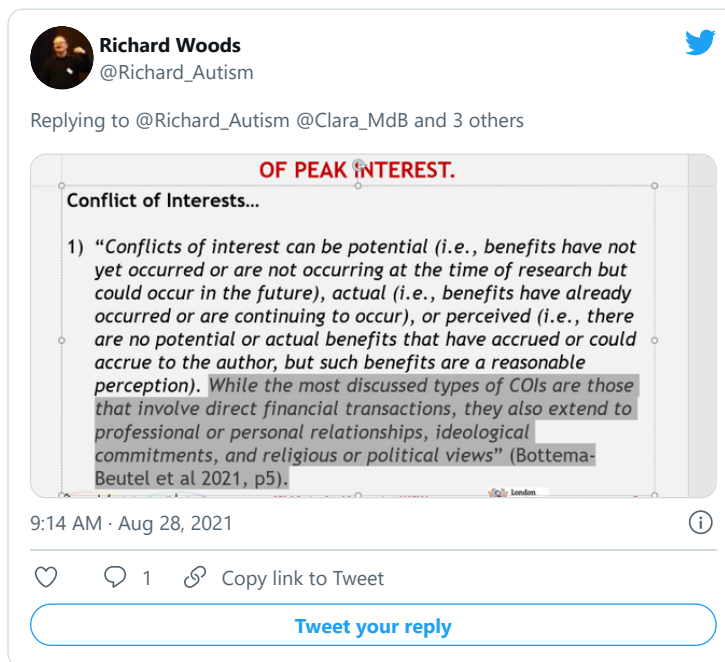 Richard Woods
@Richard_Autism
Replying to @Richard_Autism @Clara_MdB and 3 others
OF PEAK INTEREST.
Conflict of Interests...
1) “Conflicts of interest can be potential (i.e., benefits have not
yet occurred or are not occurring at the time of research but
could occur in the future), actual (i.e., benefits have already
occurred or are continuing to occur), or perceived (i.e., there
are no potential or actual benefits that have accrued or could
accrue to the author, but such benefits are a reasonable
perception). While the most discussed types of COIs are those
that involve direct financial transactions, they also extend to
professional or personal relationships, ideological
commitments, and religious or political views” (Bottema-
Beutel et al 2021, p5).
London
9:14 AM · Aug 28, 2021
1 Copy link to Tweet
Tweet your reply